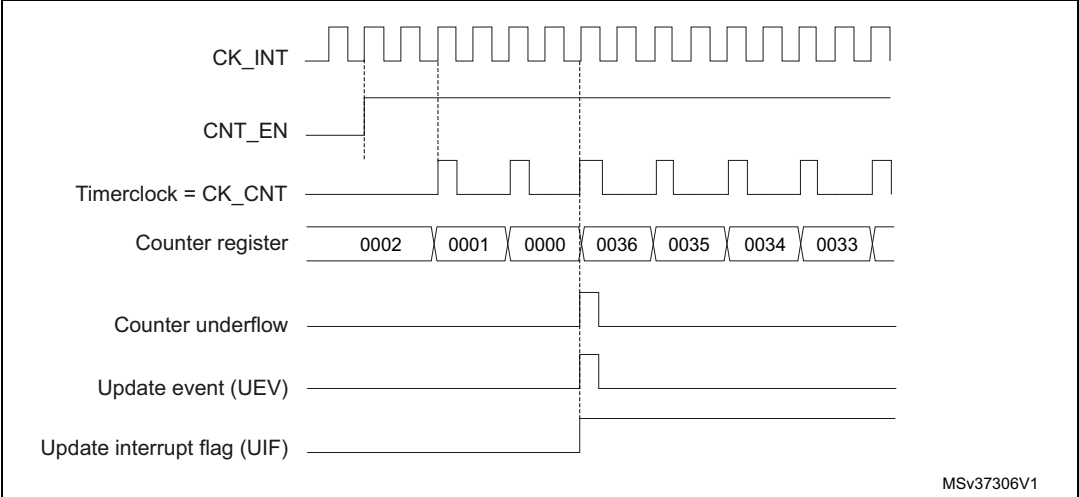 CK_INT
CNT_EN
Timerclock = CK_CNT
Counter register 0002 0001 0000 0036 0035 0034 0033
Counter underflow
Update event (UEV)
Update interrupt flag (UIF)
MSv37306V1